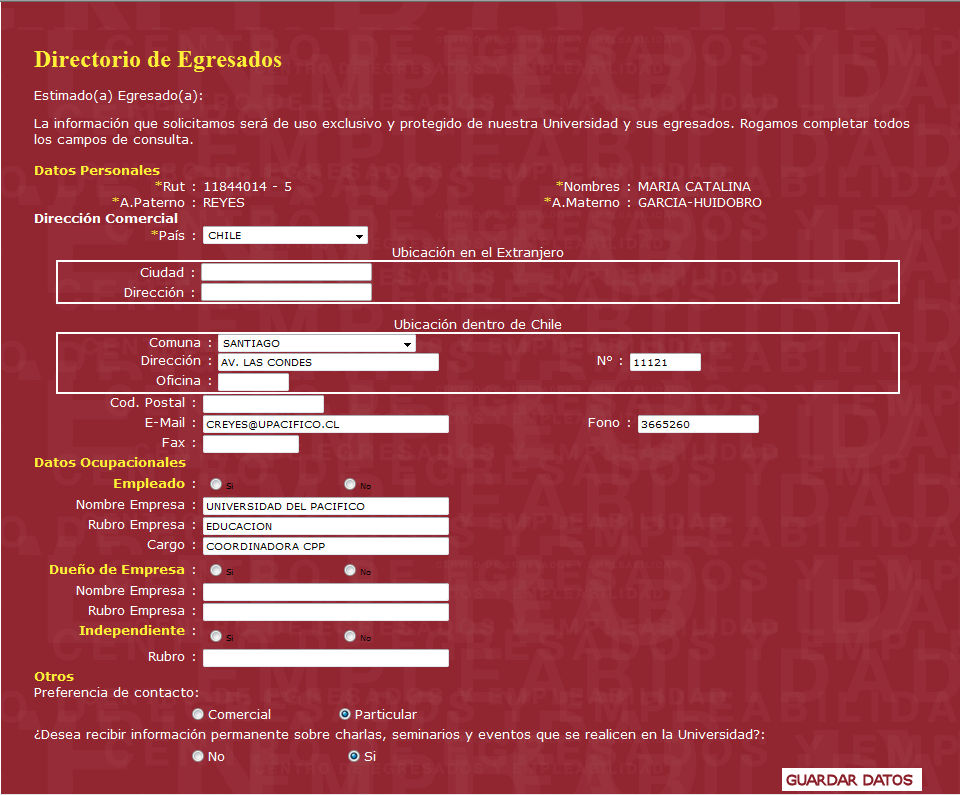 Directorio de Egresados
Estimado(a) Egresado(a):
La información que solicitamos será de uso exclusivo y protegido de nuestra Universidad y sus egresados. Rogamos completar todos
los campos de consulta.
Datos Personales
*Rut : 11844014 - 5 *Nombres : MARIA CATALINA
*A.Paterno : REYES *A.Materno : GARCIA-HUIDOBRO
Dirección Comercial
*País : CHILE
Ubicación en el Extranjero
Ciudad :
Dirección :
Ubicación dentro de Chile
Comuna : SANTIAGO
Dirección : AV. LAS CONDES Nº : 11121
Oficina :
Cod. Postal :
E-Mail : CREYES@UPACIFICO.CL Fono : 3665260
Fax :
Datos Ocupacionales
Empleado : Si No
Nombre Empresa : UNIVERSIDAD DEL PACIFICO
Rubro Empresa : EDUCACION
Cargo : COORDINADORA CPP
Dueño de Empresa : Si No
Nombre Empresa :
Rubro Empresa :
Independiente : Si No
Rubro :
Otros
Preferencia de contacto:
Comercial Particular
¿Desea recibir información permanente sobre charlas, seminarios y eventos que se realicen en la Universidad?:
No Si
GUARDAR DATOS